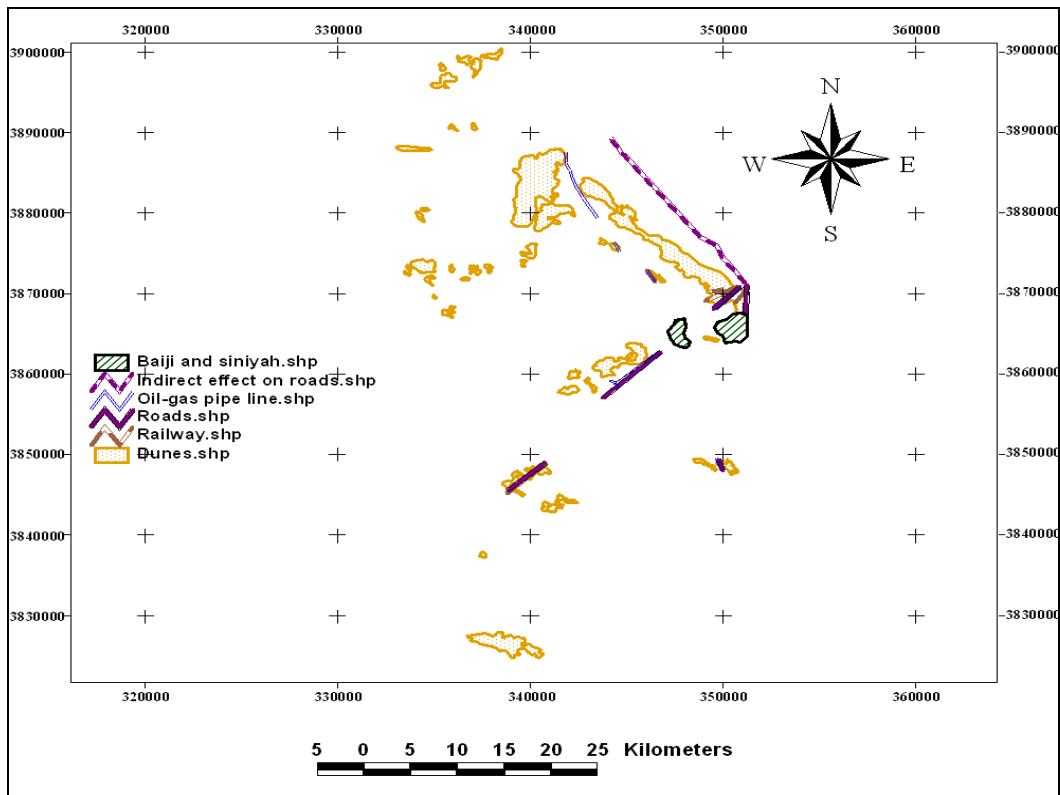 320000 330000 340000 350000 360000
3900000 3900000
3890000 3890000
N
W E
S
3880000 3880000
3870000 3870000
Baiji and siniyah.shp
3860000 3860000
Indirect effect on roads.shp
Oil-gas pipe line.shp
Roads.shp
Railway.shp
Dunes.shp
3850000 3850000
3840000 3840000
3830000 3830000
320000 330000 340000 350000 360000
5 0 5 10 15 20 25 Kilometers